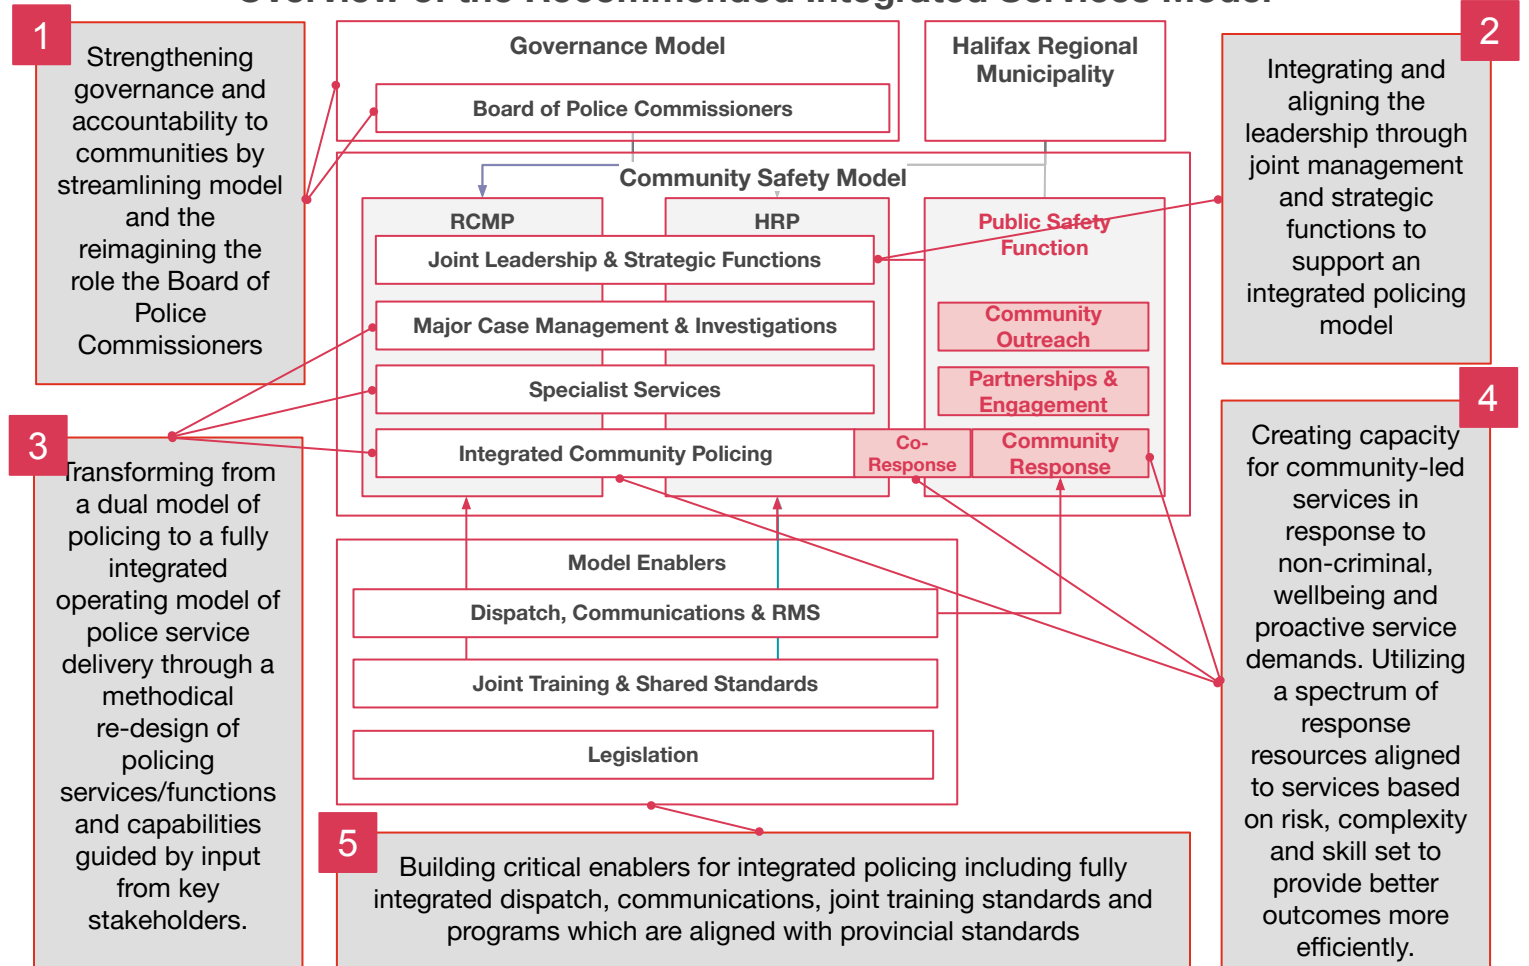 Overview of the Recommended Integrated Services Model
1
Strengthening
governance and
accountability to
communities by
streamlining model
and the
reimagining the
role the Board of
Police
Commissioners
Governance Model
Board of Police Commissioners
Halifax Regional
Municipality
2
Integrating and
aligning the
leadership through
joint management
and strategic
functions to
support an
integrated policing
model
Community Safety Model
RCMP
HRP
Public Safety
Function
Joint Leadership & Strategic Functions
Major Case Management & Investigations
Community
Outreach
Specialist Services
Partnerships &
Engagement
Integrated Community Policing
Co-
Response
Community
Response
3
Transforming from
a dual model of
policing to a fully
integrated
operating model of
police service
delivery through a
methodical
re-design of
policing
services/functions
and capabilities
guided by input
from key
stakeholders.
4
Creating capacity
for community-led
services in
response to
non-criminal,
wellbeing and
proactive service
demands. Utilizing
a spectrum of
response
resources aligned
to services based
on risk, complexity
and skill set to
provide better
outcomes more
efficiently.
Model Enablers
Dispatch, Communications & RMS
Joint Training & Shared Standards
Legislation
5
Building critical enablers for integrated policing including fully
integrated dispatch, communications, joint training standards and
programs which are aligned with provincial standards